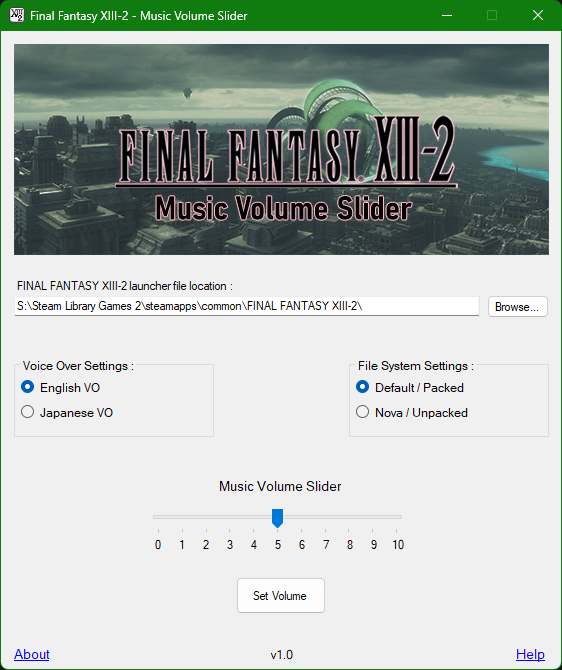 XIII-2
Final Fantasy XIII-2 - Music Volume Slider
FINAL FANTASY XIII-2
Music Volume Slider
FINAL FANTASY XIII-2 launcher file location :
S:\Steam Library Games 2\steamapps\common\FINAL FANTASY XIII-2\
Browse...
Voice Over Settings :
English VO
Japanese VO
File System Settings :
Default / Packed
Nova / Unpacked
Music Volume Slider
0 1 2 3 4 5 6 7 8 9 10
Set Volume
About
v1.0
Help